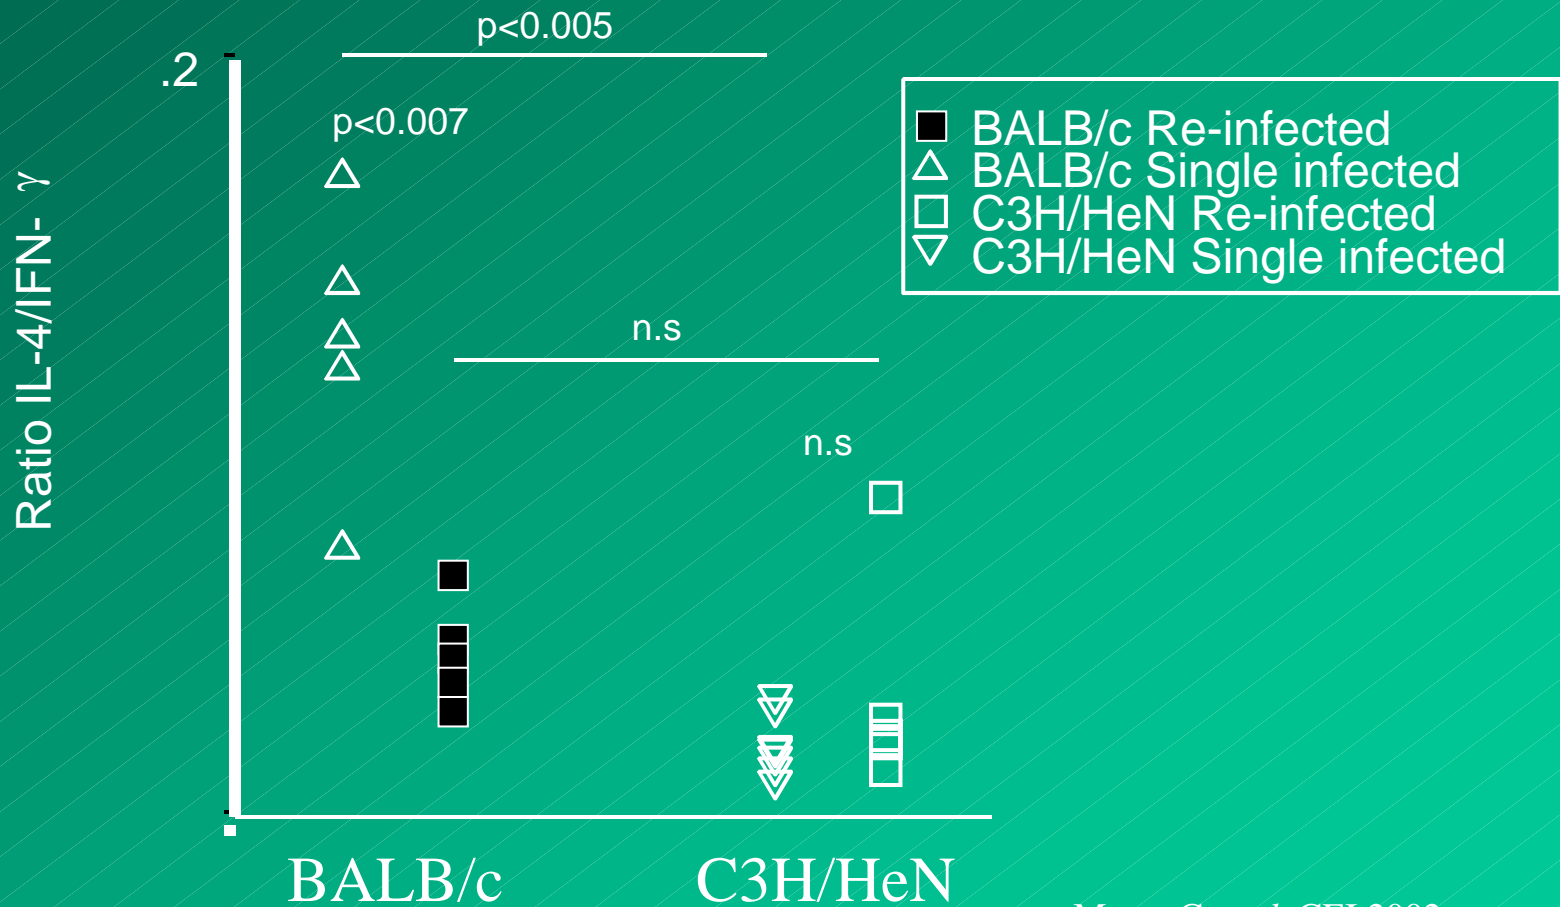 p<0.005
.2
p<0.007
BALB/c Re-infected
BALB/c Single infected
C3H/HeN Re-infected
C3H/HeN Single infected
Ratio IL-4/IFN- γ
n.s
n.s
BALB/c
C3H/HeN
2003